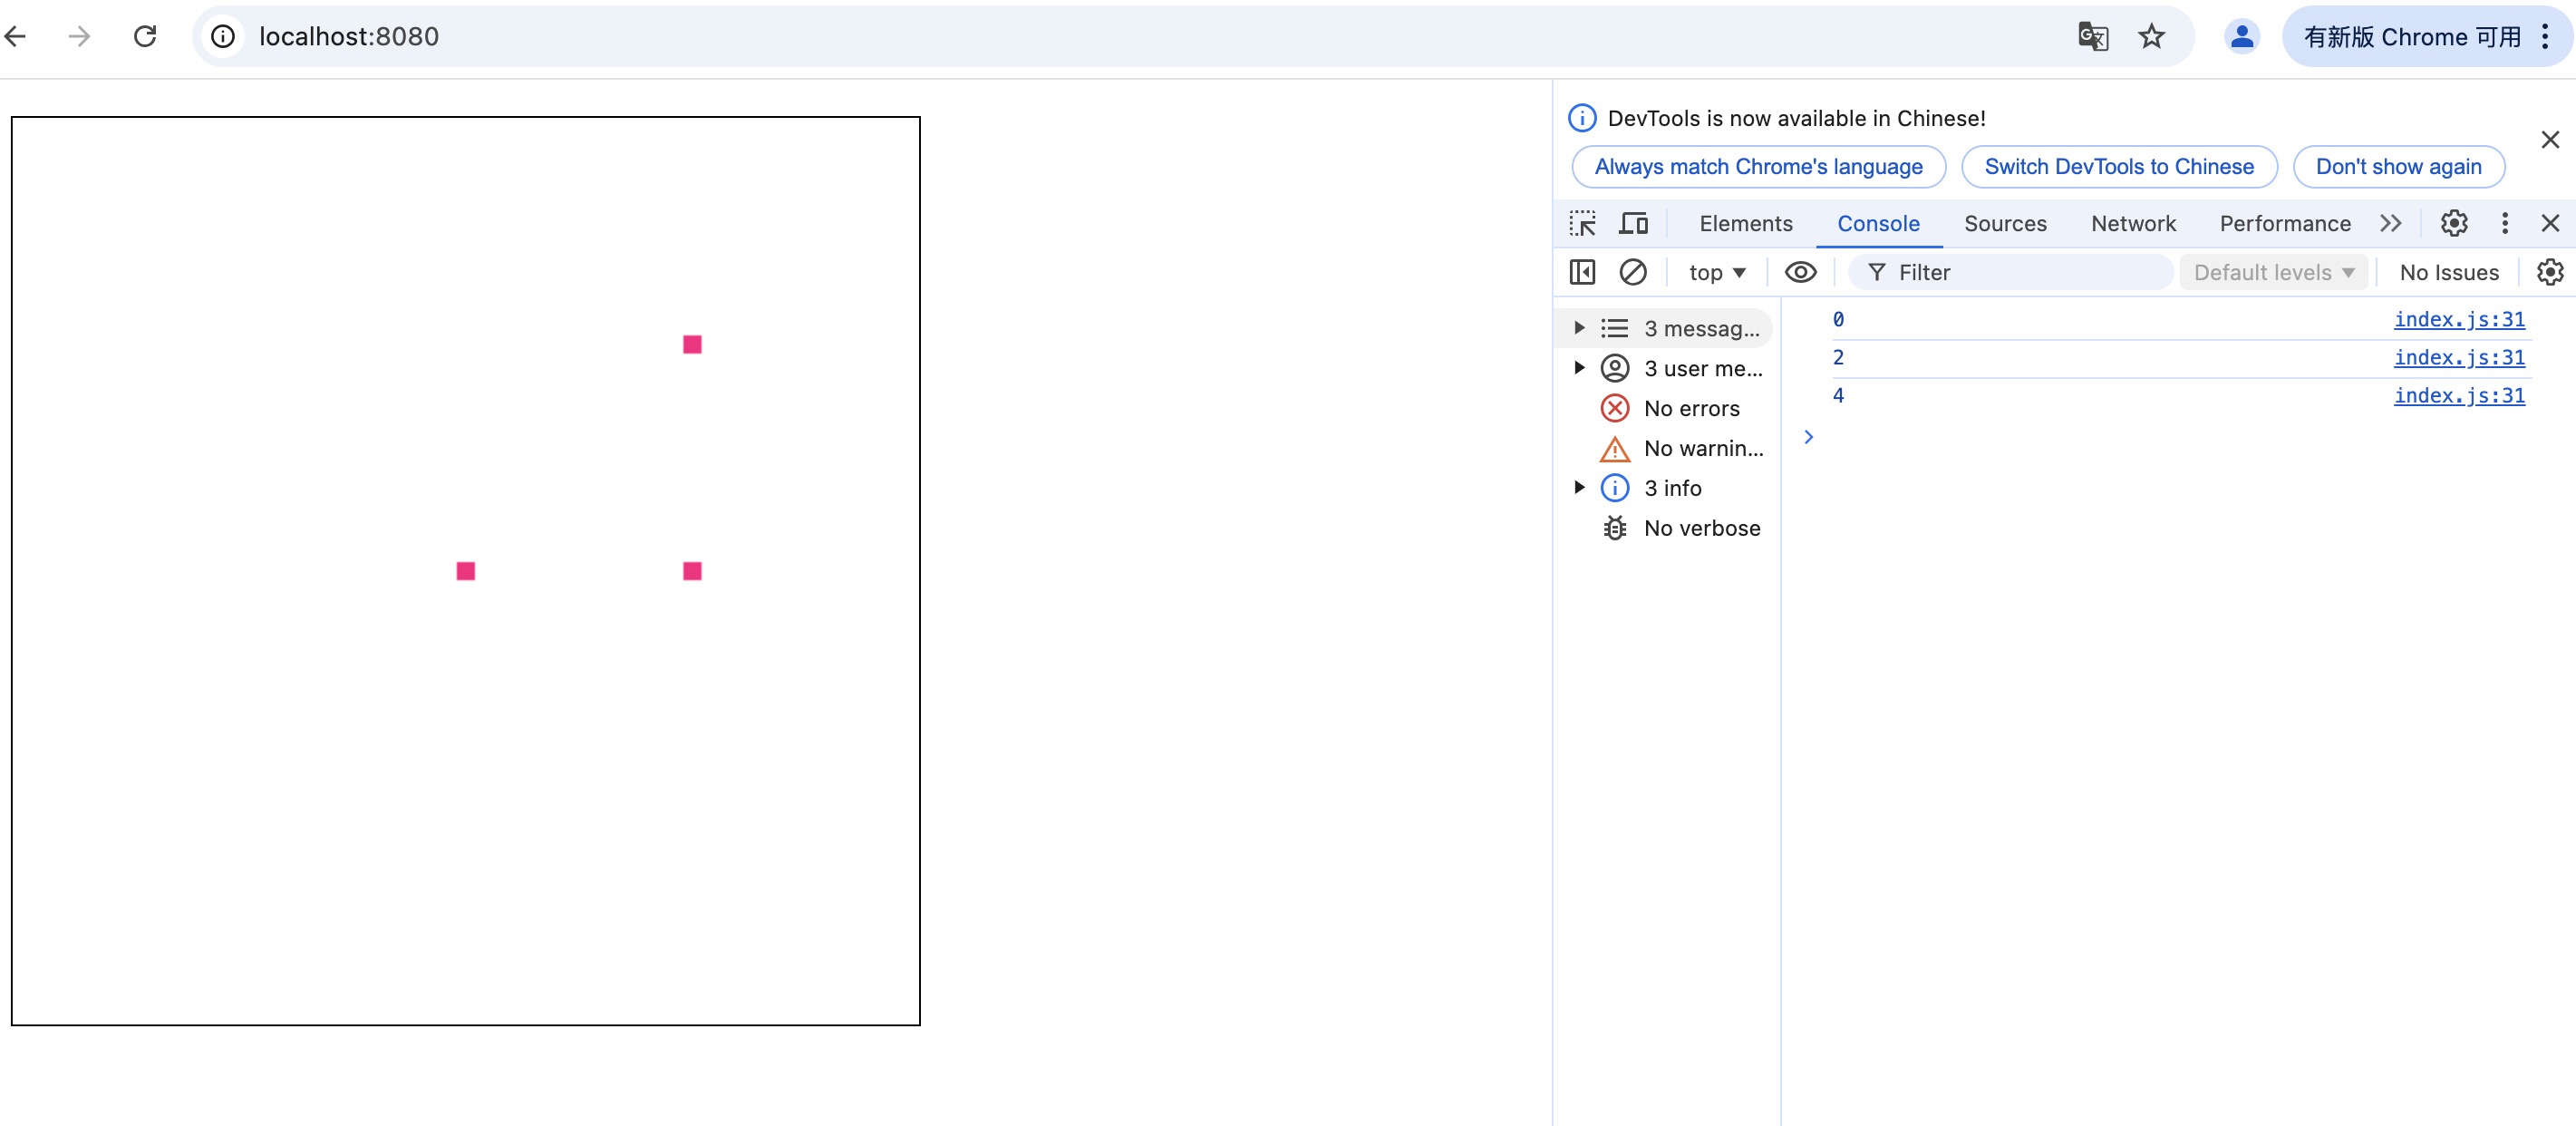 localhost:8080
有新版 Chrome 可用
DevTools is now available in Chinese!
Always match Chrome's language Switch DevTools to Chinese Don't show again
Elements Console Sources Network Performance
top Filter Default levels No Issues
3 messag...
3 user me...
No errors
No warnin...
3 info
No verbose
0 index.js:31
2 index.js:31
4 index.js:31